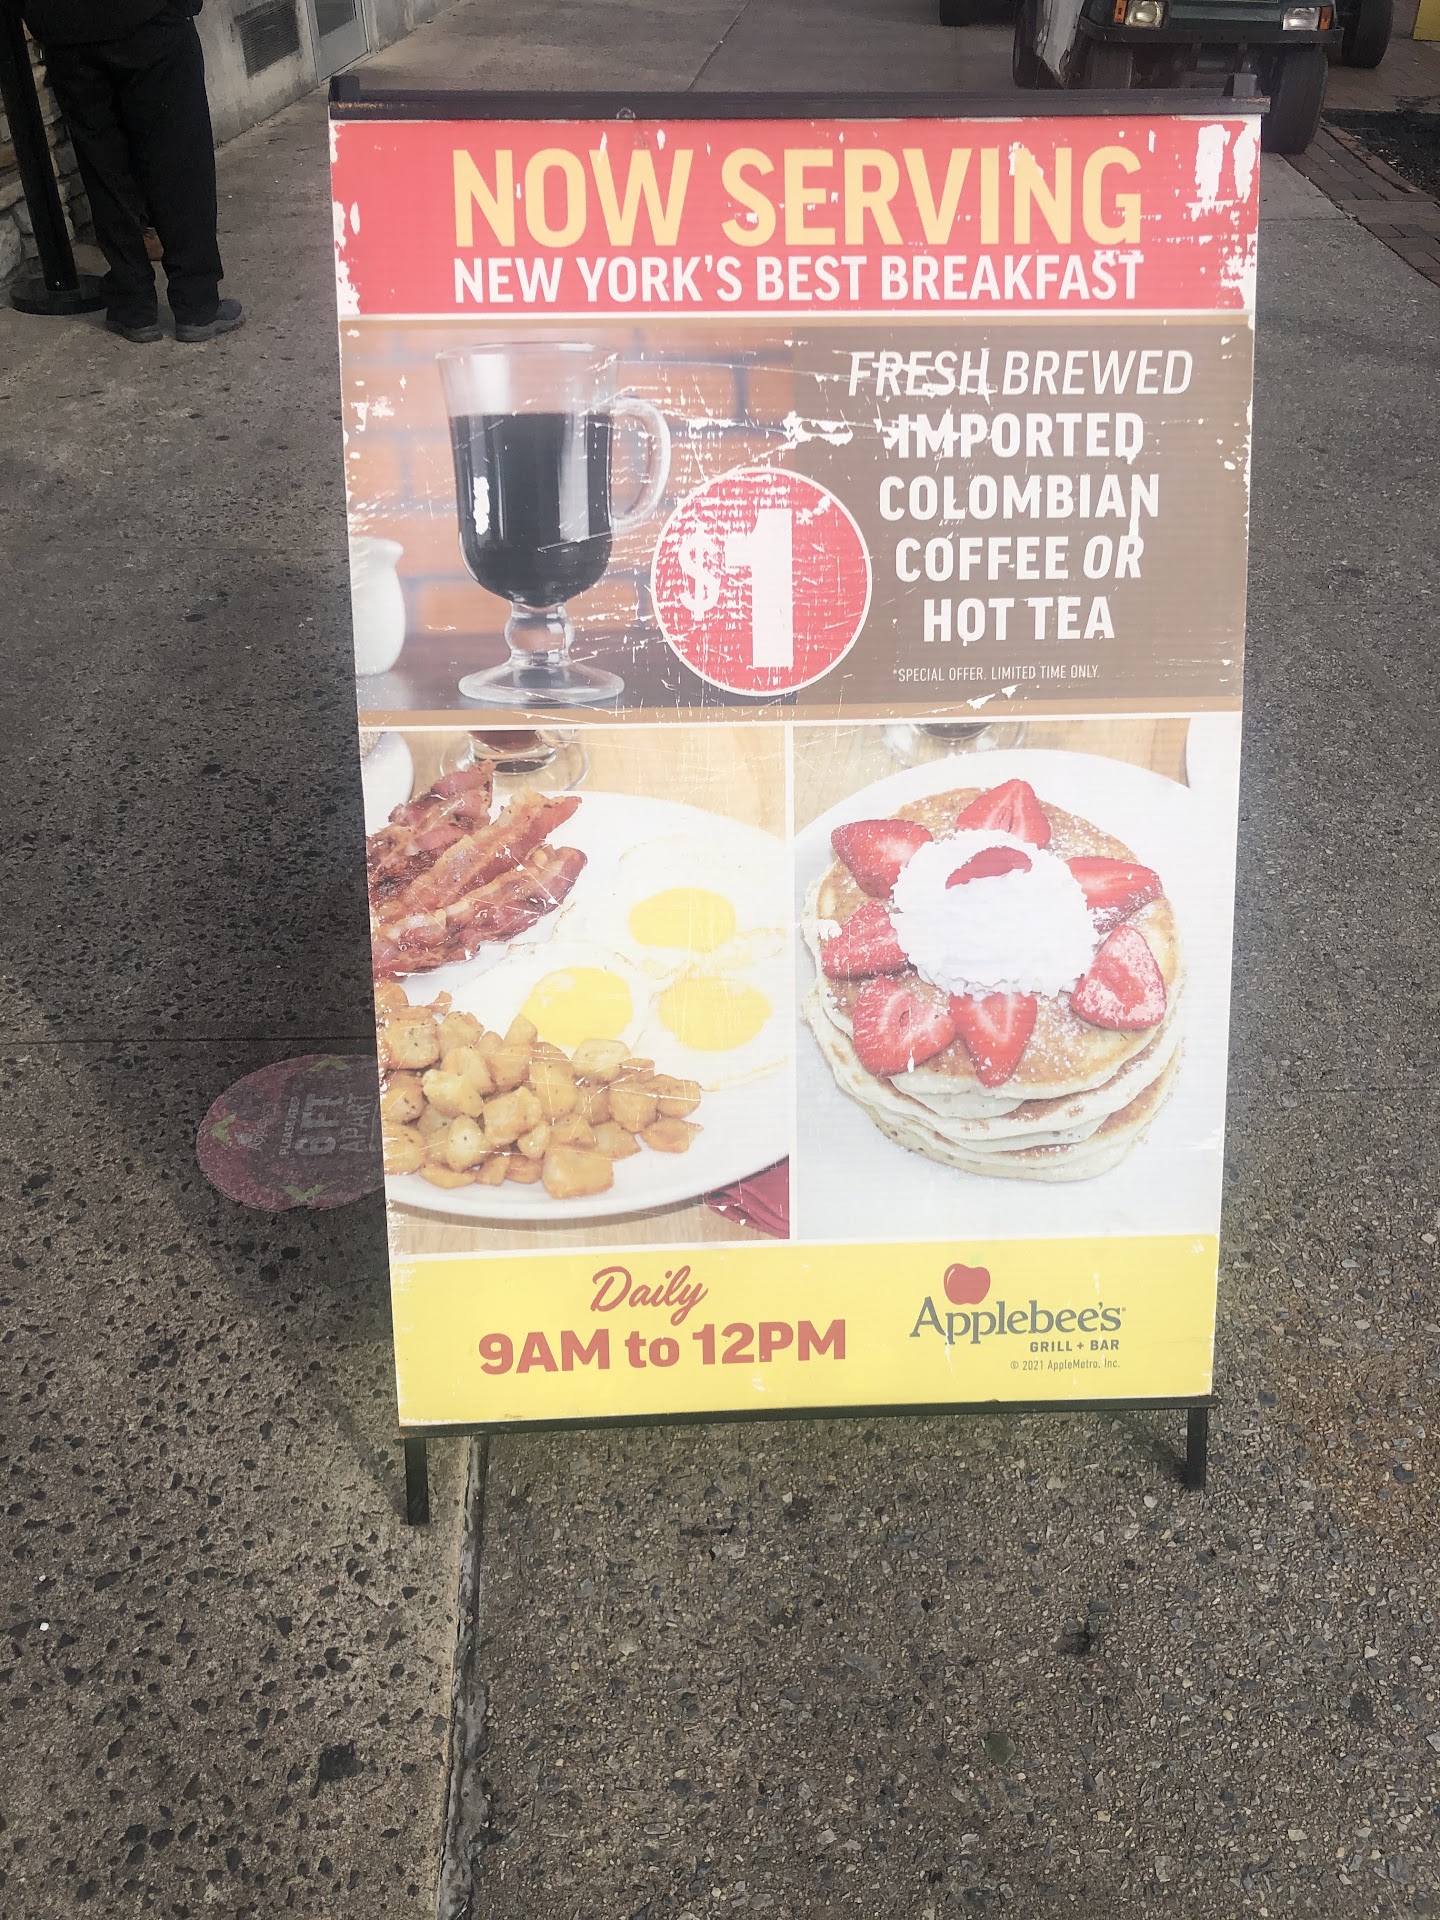 NOW SERVING
NEW YORK'S BEST BREAKFAST
FRESH BREWED
IMPORTED
COLOMBIAN
COFFEE OR
HOT TEA
$1
*SPECIAL OFFER. LIMITED TIME ONLY.
Daily
9AM to 12PM
Applebee's
GRILL + BAR
© 2021 AppleMetro, Inc.
6FT
APART